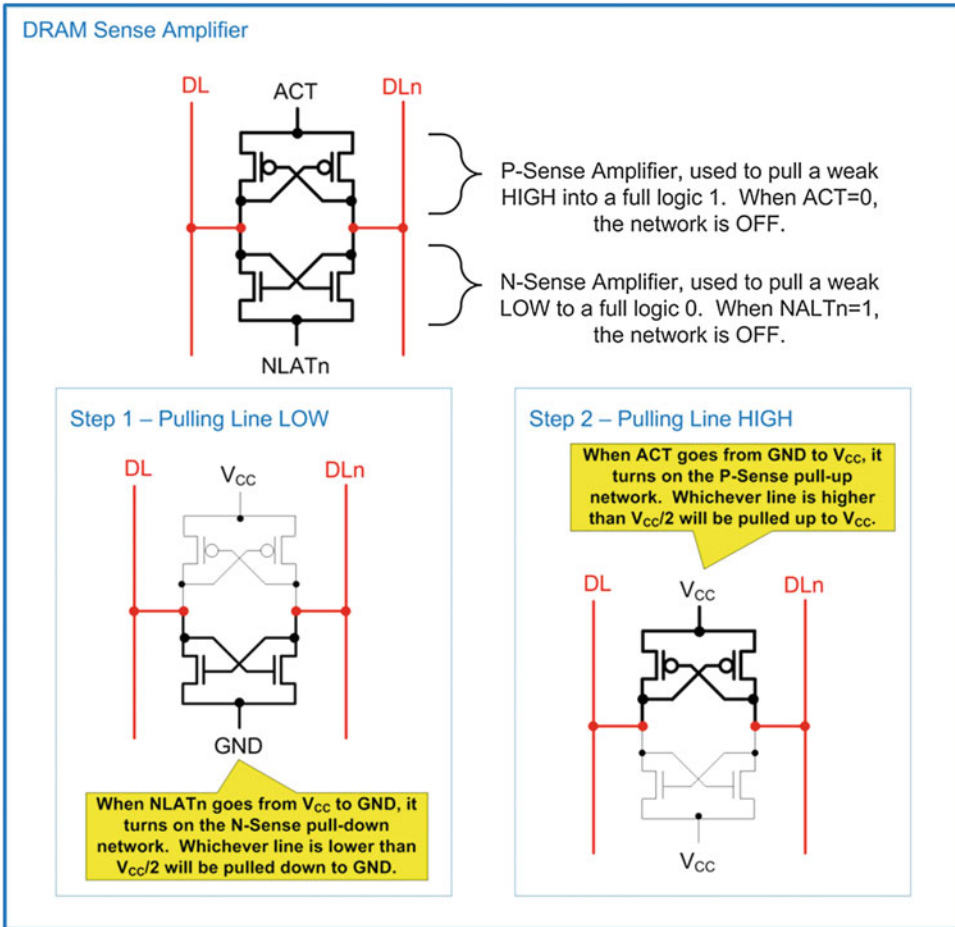 DRAM Sense Amplifier
DL
ACT
DLn
P-Sense Amplifier, used to pull a weak
HIGH into a full logic 1. When ACT=0,
the network is OFF.
N-Sense Amplifier, used to pull a weak
LOW to a full logic 0. When NALTn=1,
the network is OFF.
NLATn
Step 1 – Pulling Line LOW
DL
VCC
DLn
GND
When NLATn goes from VCC to GND, it
turns on the N-Sense pull-down
network. Whichever line is lower than
VCC/2 will be pulled down to GND.
Step 2 – Pulling Line HIGH
When ACT goes from GND to VCC, it
turns on the P-Sense pull-up
network. Whichever line is higher
than VCC/2 will be pulled up to VCC.
DL
VCC
DLn
VCC